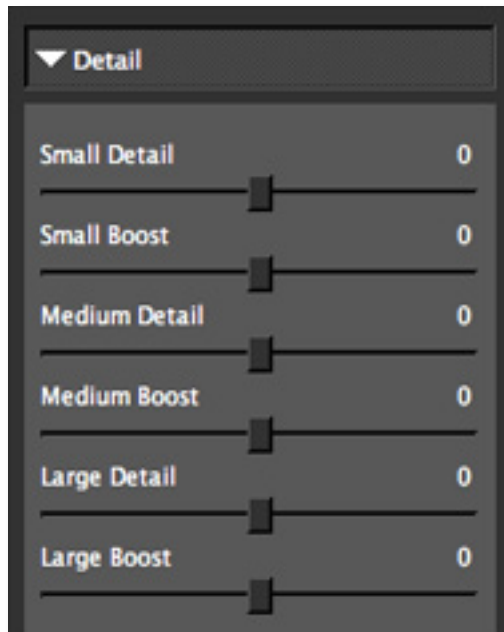 Detail
Small Detail 0
Small Boost 0
Medium Detail 0
Medium Boost 0
Large Detail 0
Large Boost 0